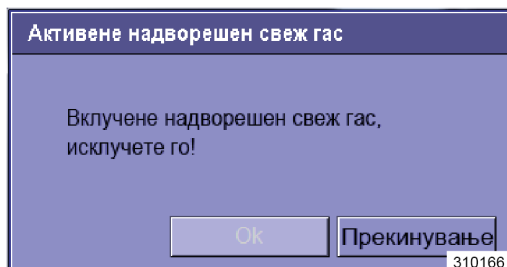 Активене надворешен свеж гас
Вклучене надворешен свеж гас,
исклучете го!
Ok
Прекинување
310166